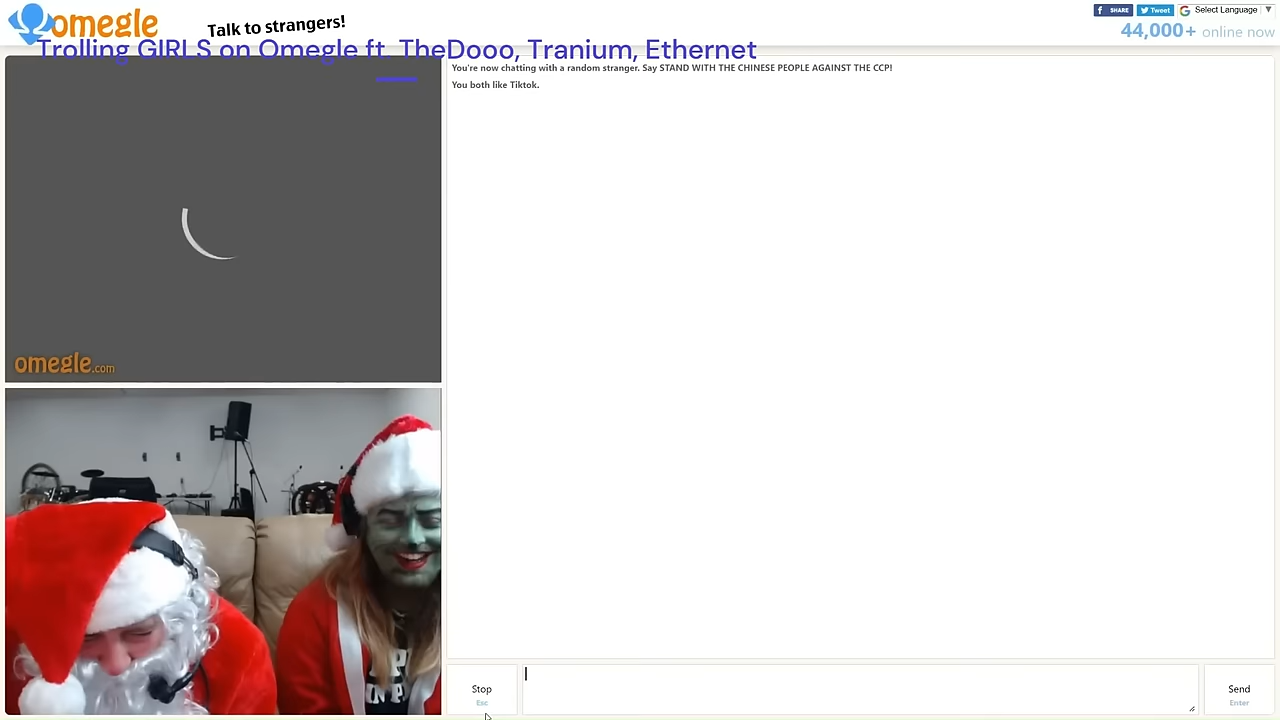 omegle
Talk to strangers!
SHARE
Tweet
Select Language
44,000+ online now
Trolling GIRLS on Omegle ft. TheDooo, Tranium, Ethernet
You're now chatting with a random stranger. Say STAND WITH THE CHINESE PEOPLE AGAINST THE CCP!
You both like Tiktok.
omegle.com
Stop
Esc
Send
Enter